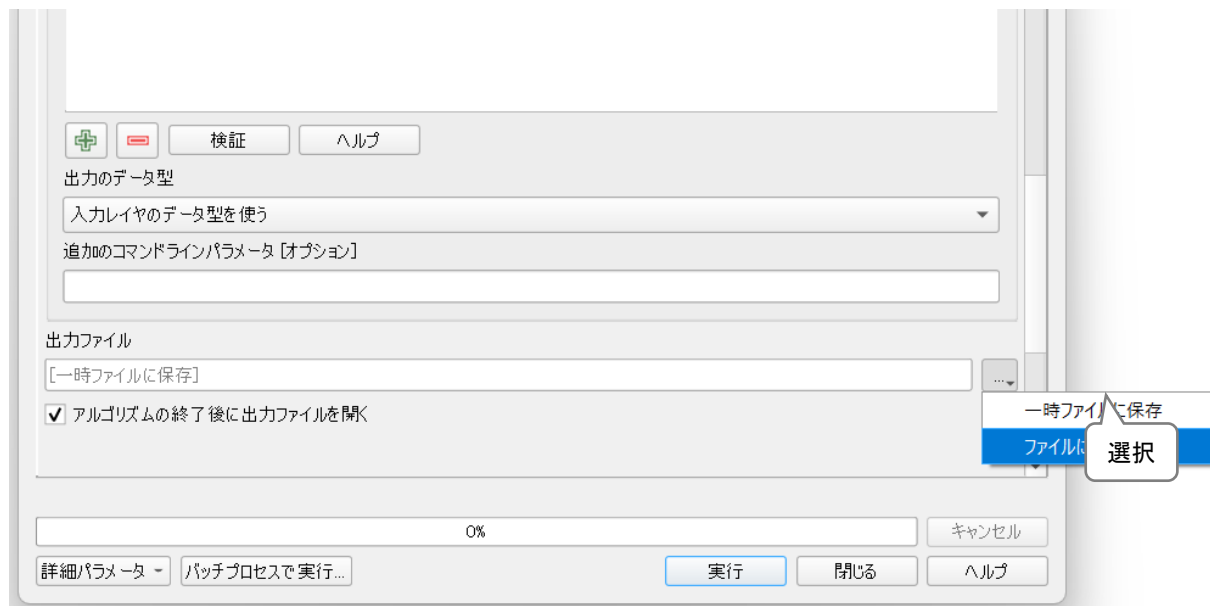 検証 ヘルプ
出力のデータ型
入力レイヤのデータ型を使う
追加のコマンドラインパラメータ [オプション]
出力ファイル
[一時ファイルに保存]
...
アルゴリズムの終了後に出力ファイルを開く
一時ファイルに保存
ファイルに
選択
0%
キャンセル
詳細パラメータ バッチプロセスで実行... 実行 閉じる ヘルプ